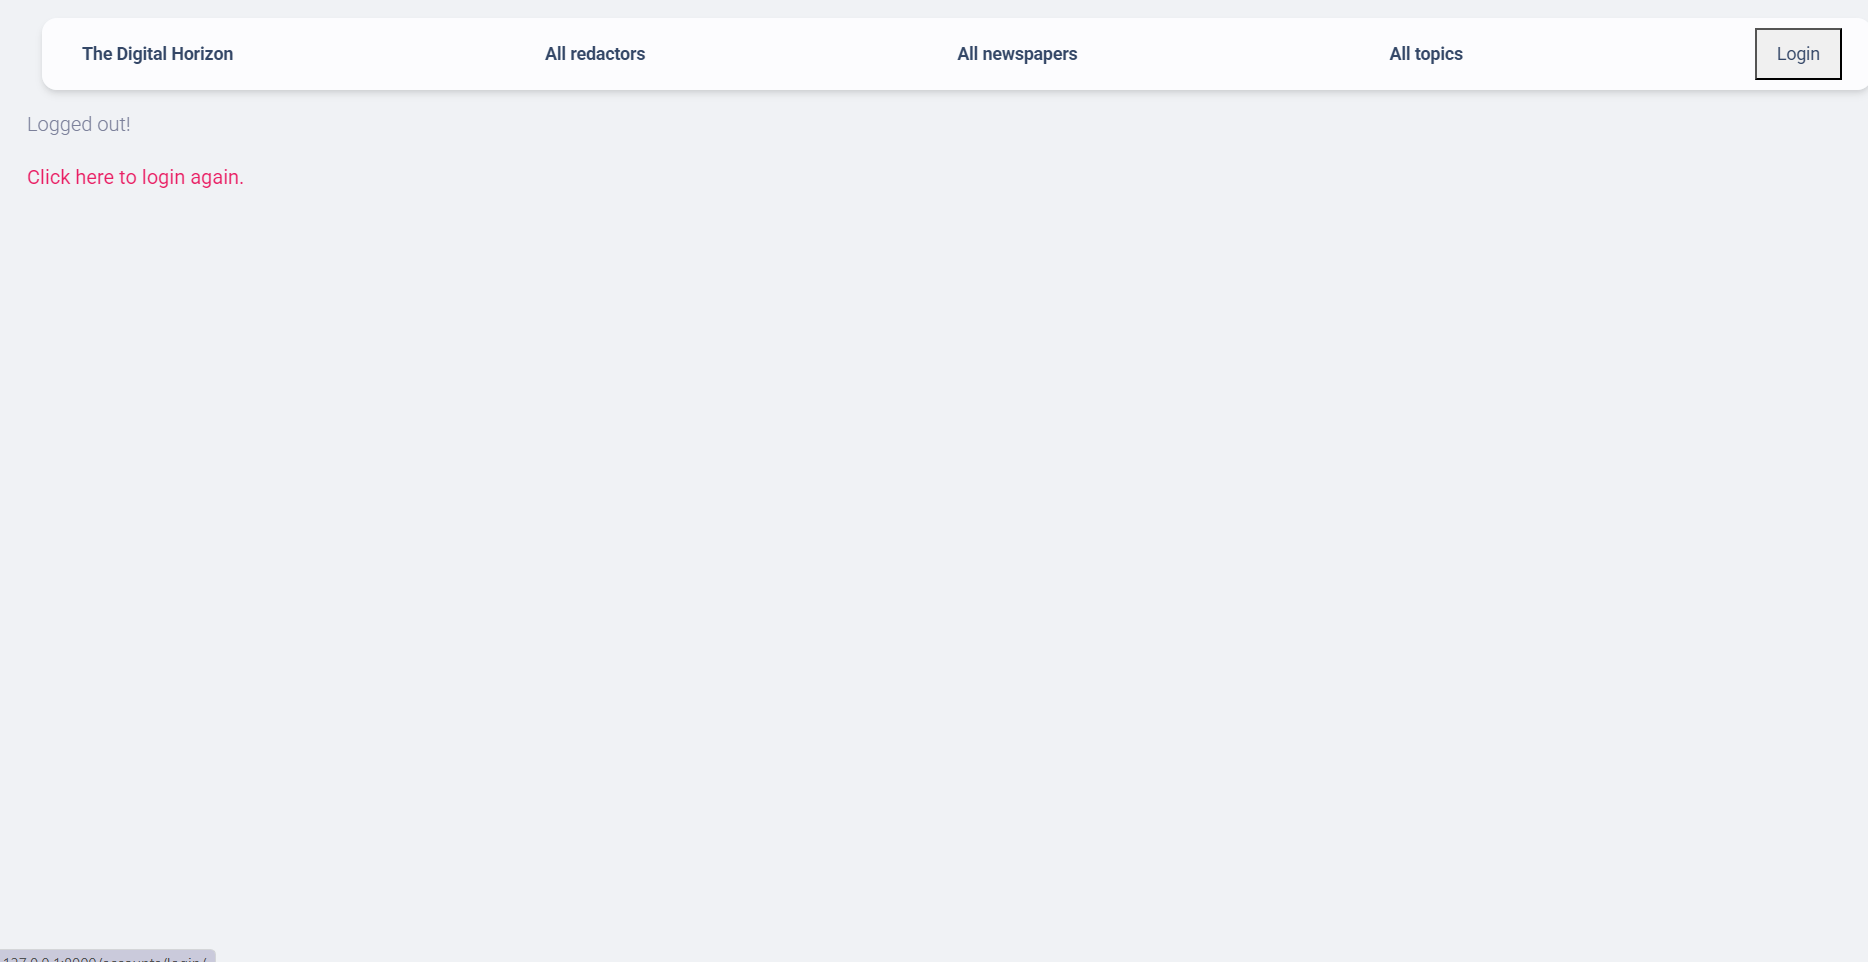 The Digital Horizon All redactors All newspapers All topics Login
Logged out!
Click here to login again.
127.0.0.1:8000/accounts/login/